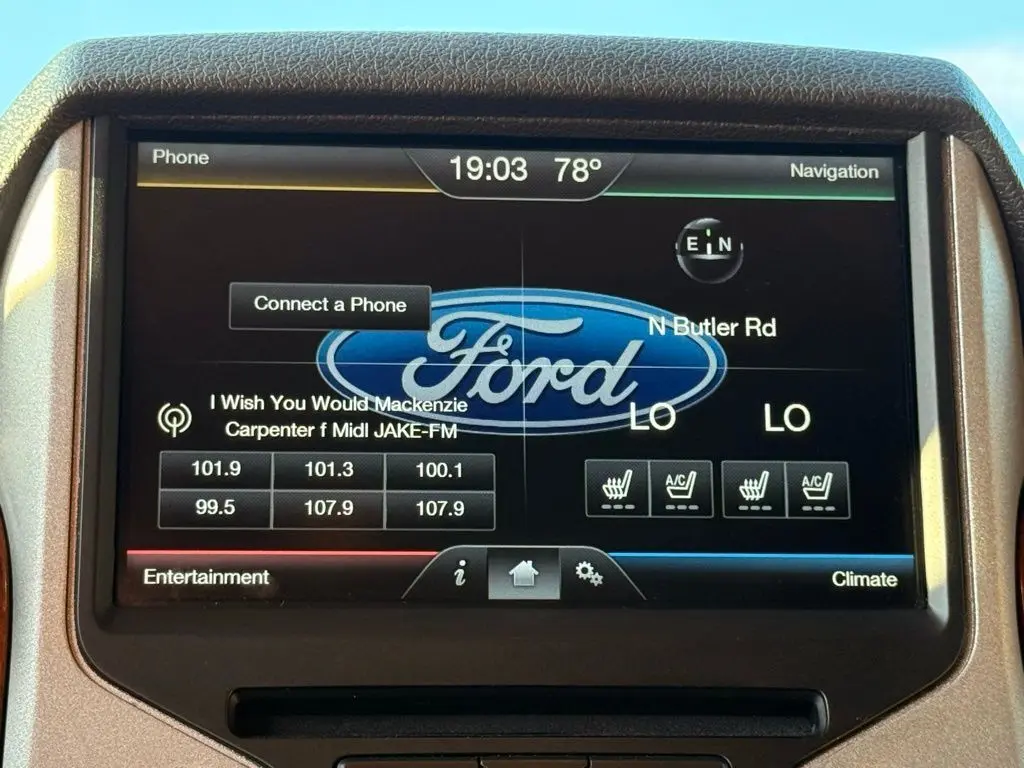 Phone
19:03 78°
Navigation
E N
Connect a Phone
N Butler Rd
Ford
I Wish You Would Mackenzie
Carpenter f Midl JAKE-FM
LO LO
101.9 101.3 100.1
99.5 107.9 107.9
A/C A/C
Entertainment
i
Climate